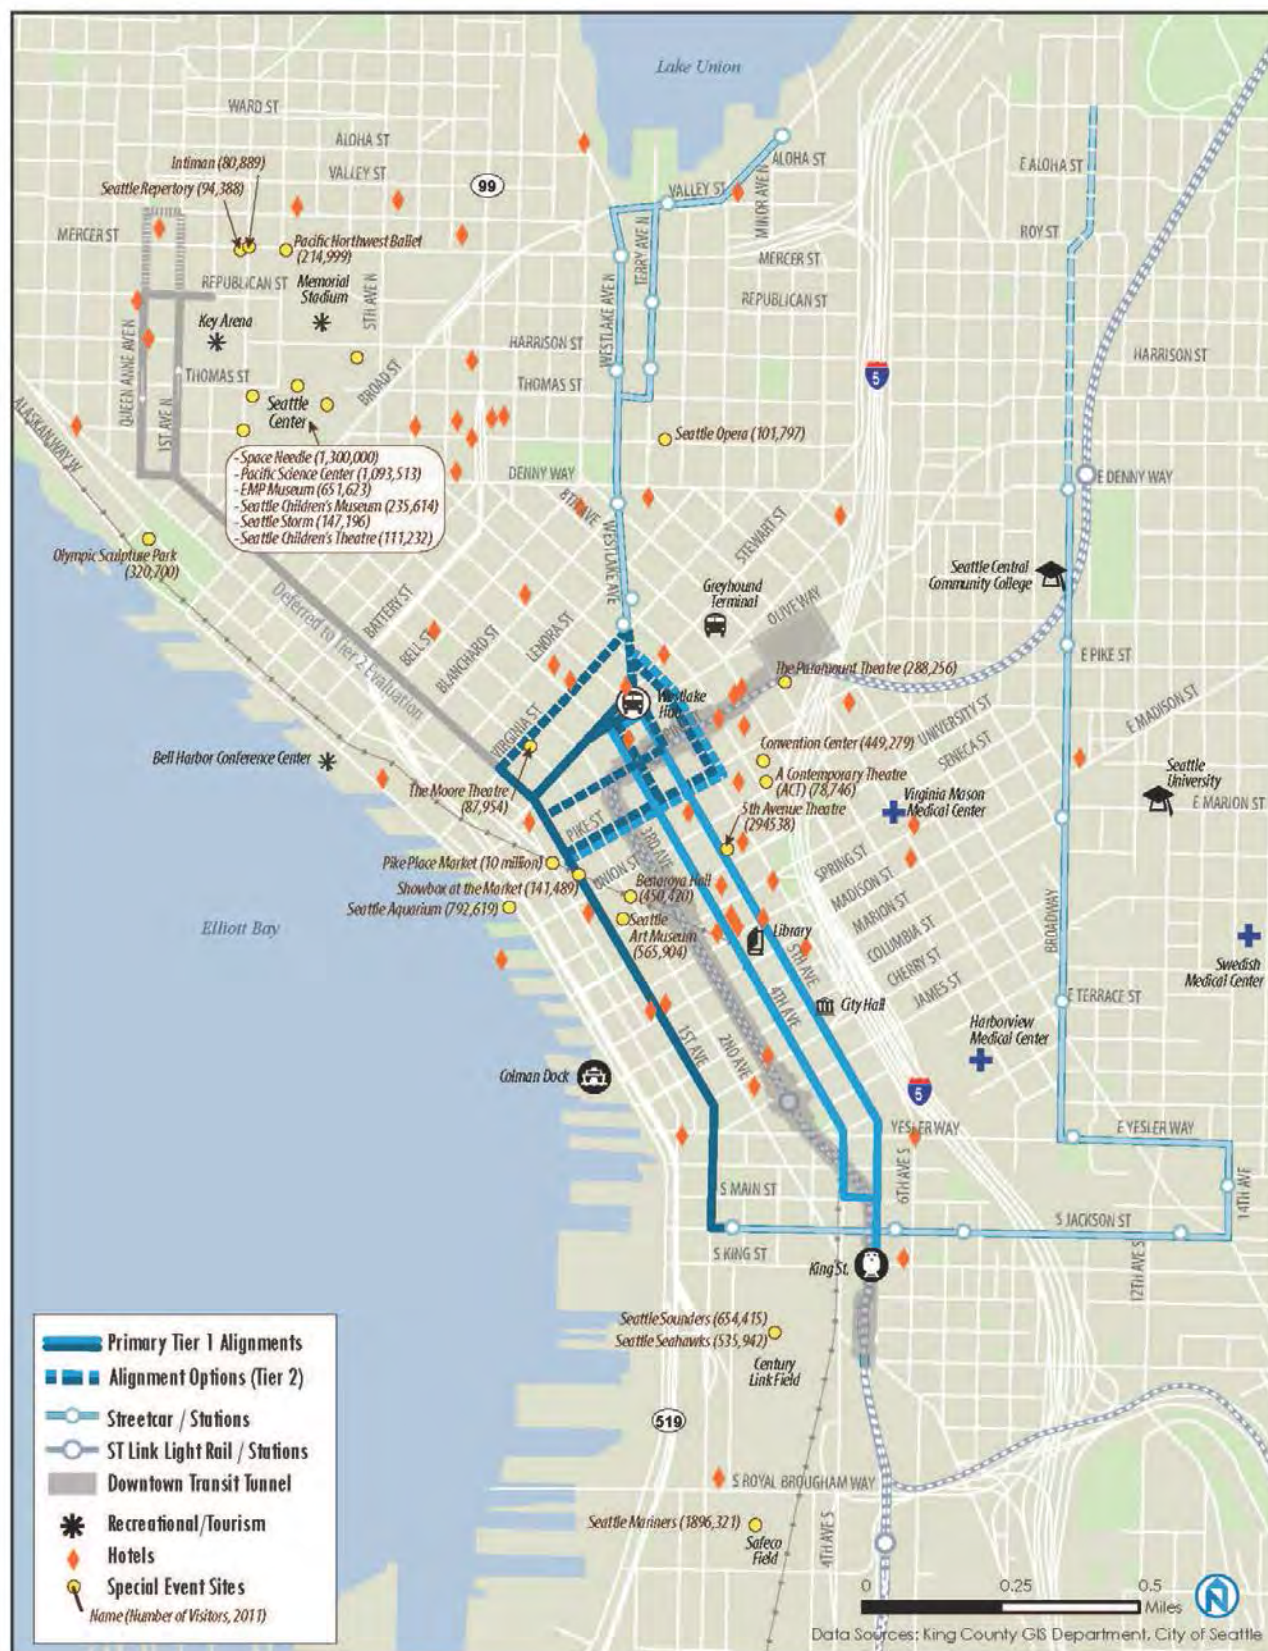 Lake Union
WARD ST
ALOHA ST
Intiman (80,889)
VALLEY ST
Seattle Repertory (94,388)
99
ALOHA ST
VALLEY ST
MINOR AVE N
E ALOHA ST
MERCER ST
Pacific Northwest Ballet
(214,999)
TERRY AVE N
MERCER ST
ROY ST
REPUBLICAN ST
Memorial
Stadium
5TH AVE N
REPUBLICAN ST
Key Arena
QUEEN ANNE AVE N
1ST AVE N
WESTLAKE AVE N
HARRISON ST
HARRISON ST
THOMAS ST
BROAD ST
THOMAS ST
5
ALASKAN WAY W
Seattle
Center
Seattle Opera (101,797)
- Space Needle (1,300,000)
- Pacific Science Center (1,093,513)
- EMP Museum (651,623)
- Seattle Children's Museum (235,614)
- Seattle Storm (147,196)
- Seattle Children's Theatre (111,232)
DENNY WAY
E DENNY WAY
8TH AVE
WESTLAKE AVE
STEWART ST
Olympic Sculpture Park
(320,700)
Seattle Central
Community College
Greyhound
Terminal
OLIVE WAY
Deferred to Tier 2 Evaluation
BATTERY ST
BELL ST
BLANCHARD ST
LENORA ST
VIRGINIA ST
E PIKE ST
The Paramount Theatre (288,256)
Westlake
Hub
UNIVERSITY ST
SENECA ST
E MADISON ST
Bell Harbor Conference Center
Convention Center (449,279)
The Moore Theatre
(87,954)
A Contemporary Theatre
(ACT) (78,746)
Seattle
University
Virginia Mason
Medical Center
E MARION ST
5th Avenue Theatre
(294538)
PIKE ST
3RD AVE
UNION ST
Pike Place Market (10 million)
Showbox at the Market (141,489)
Seattle Aquarium (792,619)
Benaroya Hall
(450,420)
Seattle
Art Museum
(565,904)
SPRING ST
MADISON ST
MARION ST
COLUMBIA ST
CHERRY ST
JAMES ST
Library
5TH AVE
4TH AVE
BROADWAY
Elliott Bay
Swedish
Medical Center
E TERRACE ST
City Hall
Harborview
Medical Center
1ST AVE
2ND AVE
Colman Dock
5
YESLER WAY
E YESLER WAY
6TH AVE S
S MAIN ST
14TH AVE
S JACKSON ST
S KING ST
12TH AVE S
King St.
Seattle Sounders (654,415)
Seattle Seahawks (535,942)
Century
Link Field
519
S ROYAL BROUGHAM WAY
Seattle Mariners (1896,321)
Safeco
Field
4TH AVE S
Primary Tier 1 Alignments
Alignment Options (Tier 2)
Streetcar / Stations
ST Link Light Rail / Stations
Downtown Transit Tunnel
Recreational/Tourism
Hotels
Special Event Sites
Name (Number of Visitors, 2011)
0 0.25 0.5
Miles
N
Data Sources: King County GIS Department, City of Seattle